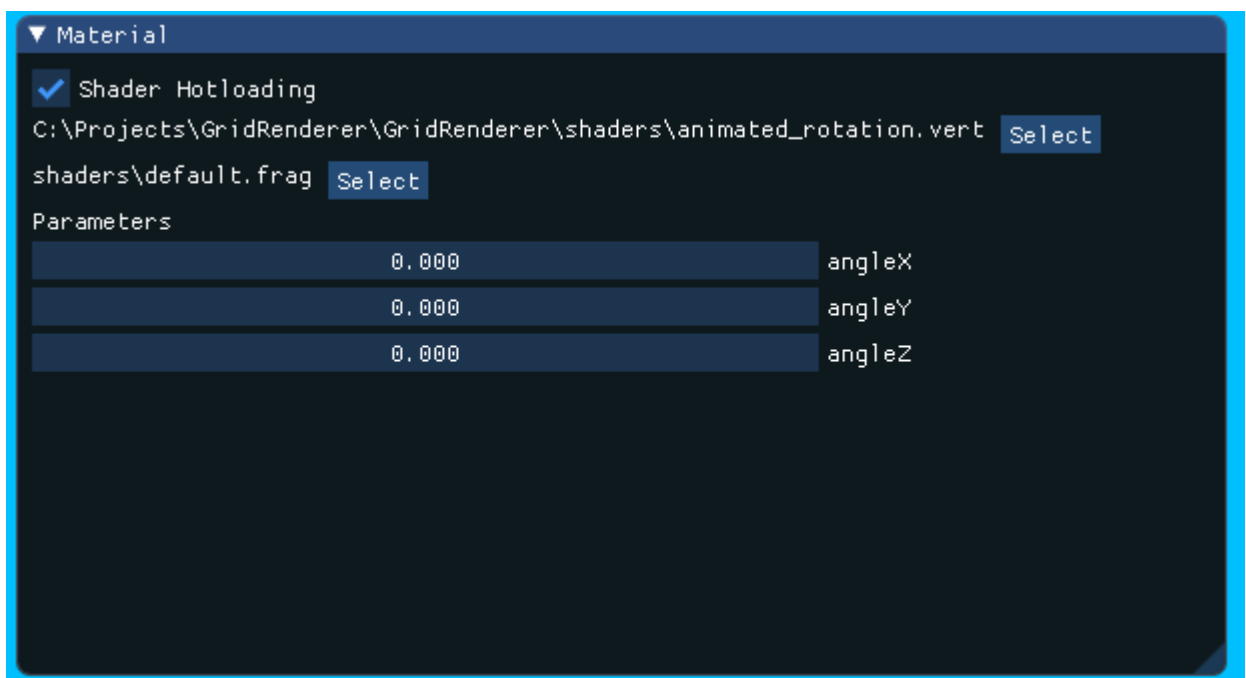 Material
Shader Hotloading
C:\Projects\GridRenderer\GridRenderer\shaders\animated_rotation.vert Select
shaders\default.frag Select
Parameters
0.000 angleX
0.000 angleY
0.000 angleZ